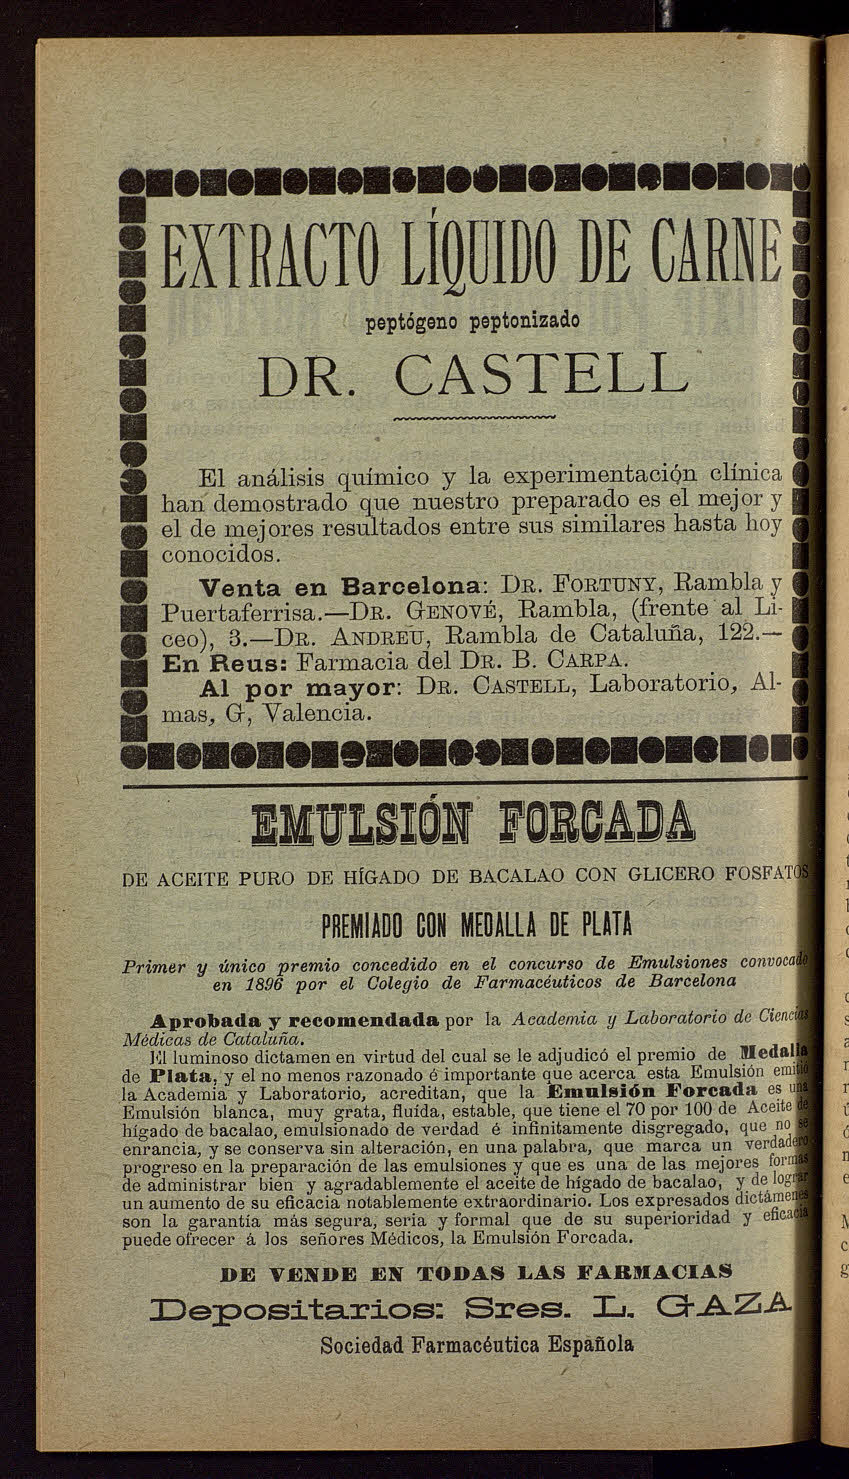 EXTRACTO LÍQUIDO DE CARNE
peptógeno peptonizado
DR. CASTELL
El análisis químico y la experimentación clínica
han demostrado que nuestro preparado es el mejor y
el de mejores resultados entre sus similares hasta hoy
conocidos.
Venta en Barcelona: DR. FORTUNY, Rambla y
Puertaferrisa.—DR. GENOVÉ, Rambla, (frente al Li-
ceo), 3.—DR. ANDREU, Rambla de Cataluña, 122.—
En Reus: Farmacia del DR. B. CARPA.
Al por mayor: DR. CASTELL, Laboratorio, Al-
mas, G, Valencia.
EMULSIÓN FORCADA
DE ACEITE PURO DE HÍGADO DE BACALAO CON GLICERO FOSFATOS
PREMIADO CON MEDALLA DE PLATA
Primer y único premio concedido en el concurso de Emulsiones convocado
en 1896 por el Colegio de Farmacéuticos de Barcelona
Aprobada y recomendada por la Academia y Laboratorio de Ciencias
Médicas de Cataluña.
El luminoso dictamen en virtud del cual se le adjudicó el premio de Medalla
de Plata, y el no menos razonado é importante que acerca esta Emulsión emitió
la Academia y Laboratorio, acreditan, que la Emulsión Forcada es una
Emulsión blanca, muy grata, fluída, estable, que tiene el 70 por 100 de Aceite de
hígado de bacalao, emulsionado de verdad é infinitamente disgregado, que no se
enrancia, y se conserva sin alteración, en una palabra, que marca un verdadero
progreso en la preparación de las emulsiones y que es una de las mejores formas
de administrar bien y agradablemente el aceite de hígado de bacalao, y de lograr
un aumento de su eficacia notablemente extraordinario. Los expresados dictámenes
son la garantía más segura, seria y formal que de su superioridad y eficacia
puede ofrecer á los señores Médicos, la Emulsión Forcada.
DE VENDE EN TODAS LAS FARMACIAS
Depositarios: Sres. L. GAZA
Sociedad Farmacéutica Española